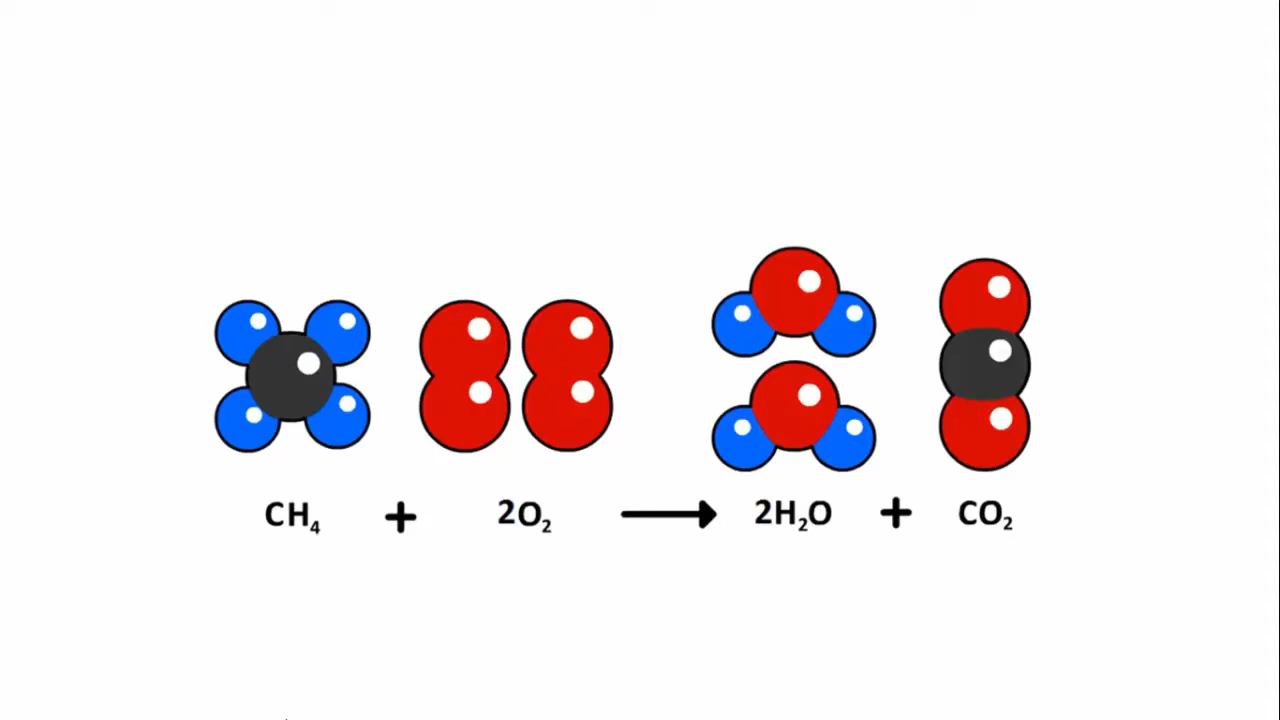 CH₄ + 2O₂ → 2H₂O + CO₂